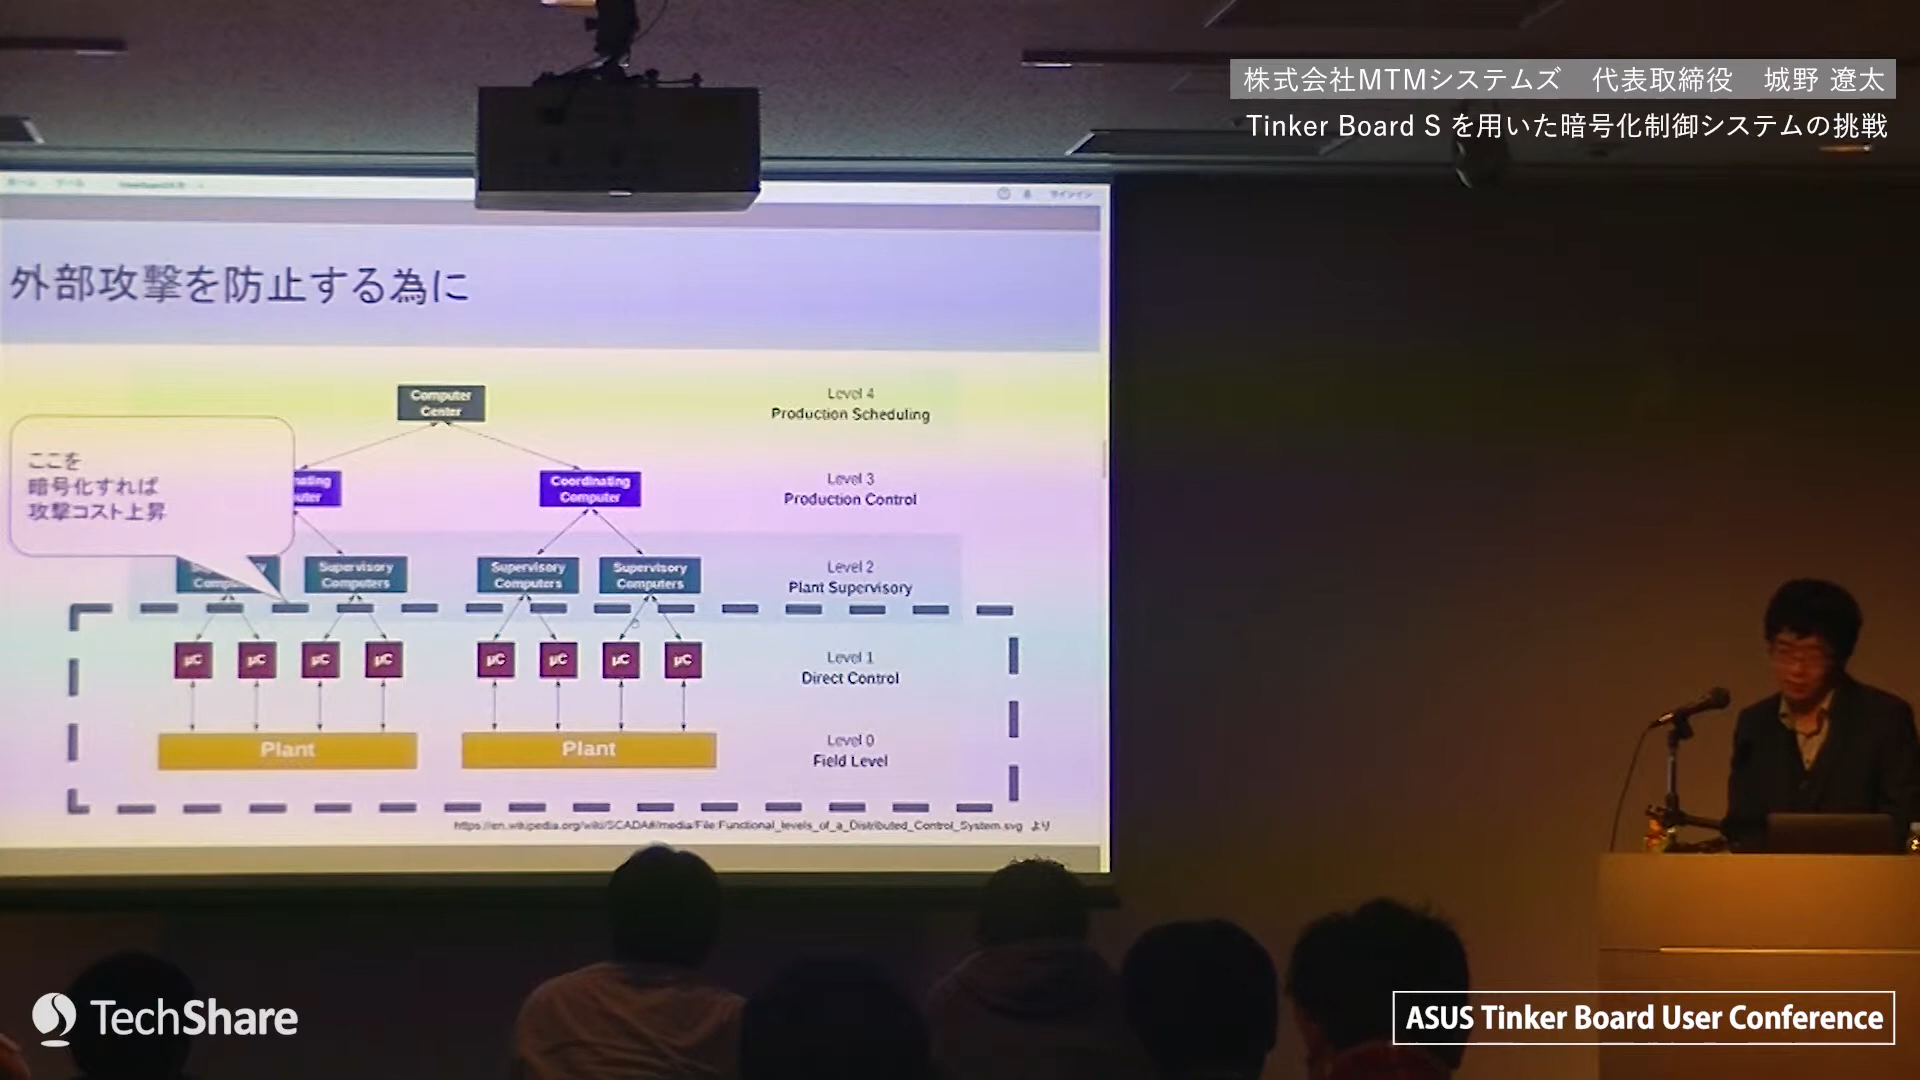 株式会社MTMシステムズ　代表取締役　城野 遼太
Tinker Board S を用いた暗号化制御システムの挑戦
サインイン
外部攻撃を防止する為に
Computer
Center
Level 4
Production Scheduling
ここを
暗号化すれば
攻撃コスト上昇
Coordinating
Computer
Level 3
Production Control
Supervisory
Computers
Supervisory
Computers
Supervisory
Computers
Level 2
Plant Supervisory
µC µC µC µC µC µC µC µC
Level 1
Direct Control
Plant Plant
Level 0
Field Level
https://en.wikipedia.org/wiki/SCADA#/media/File:Functional_levels_of_a_Distributed_Control_System.svg より
TechShare
ASUS Tinker Board User Conference